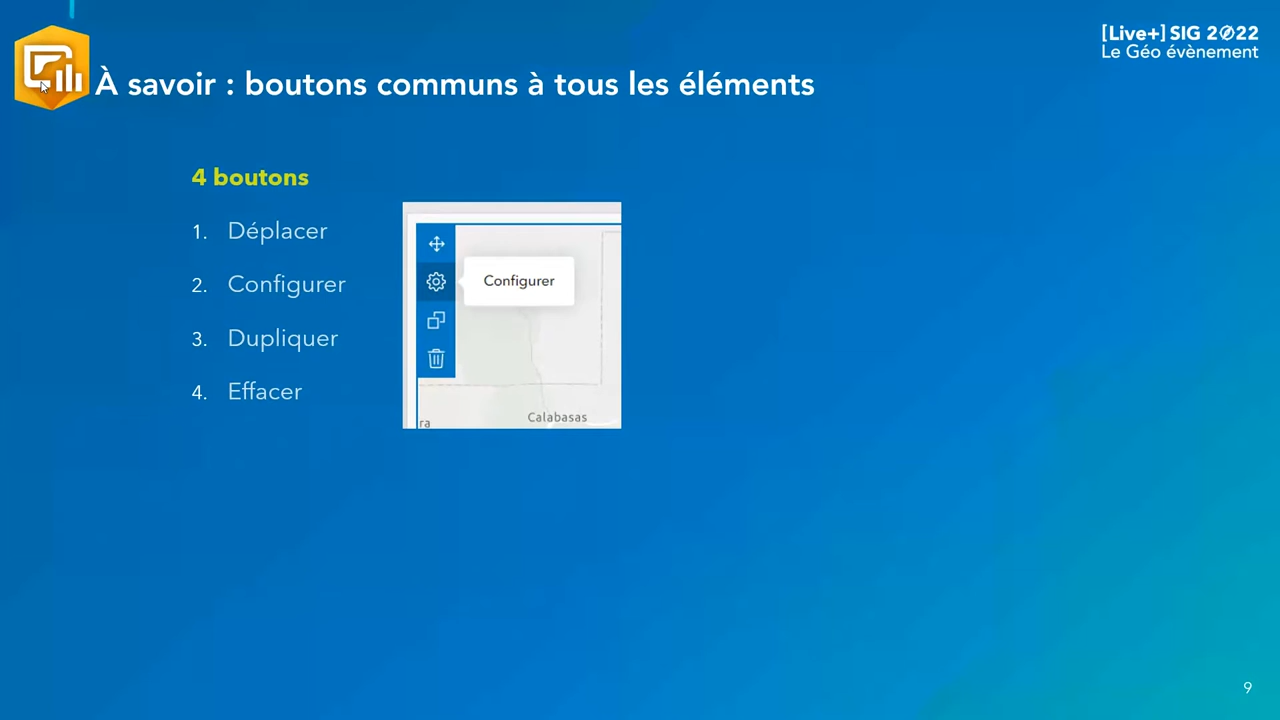 [Live+] SIG 2022
Le Géo évènement
À savoir : boutons communs à tous les éléments
4 boutons
1. Déplacer
2. Configurer
3. Dupliquer
4. Effacer
Configurer
Calabasas
ra
9